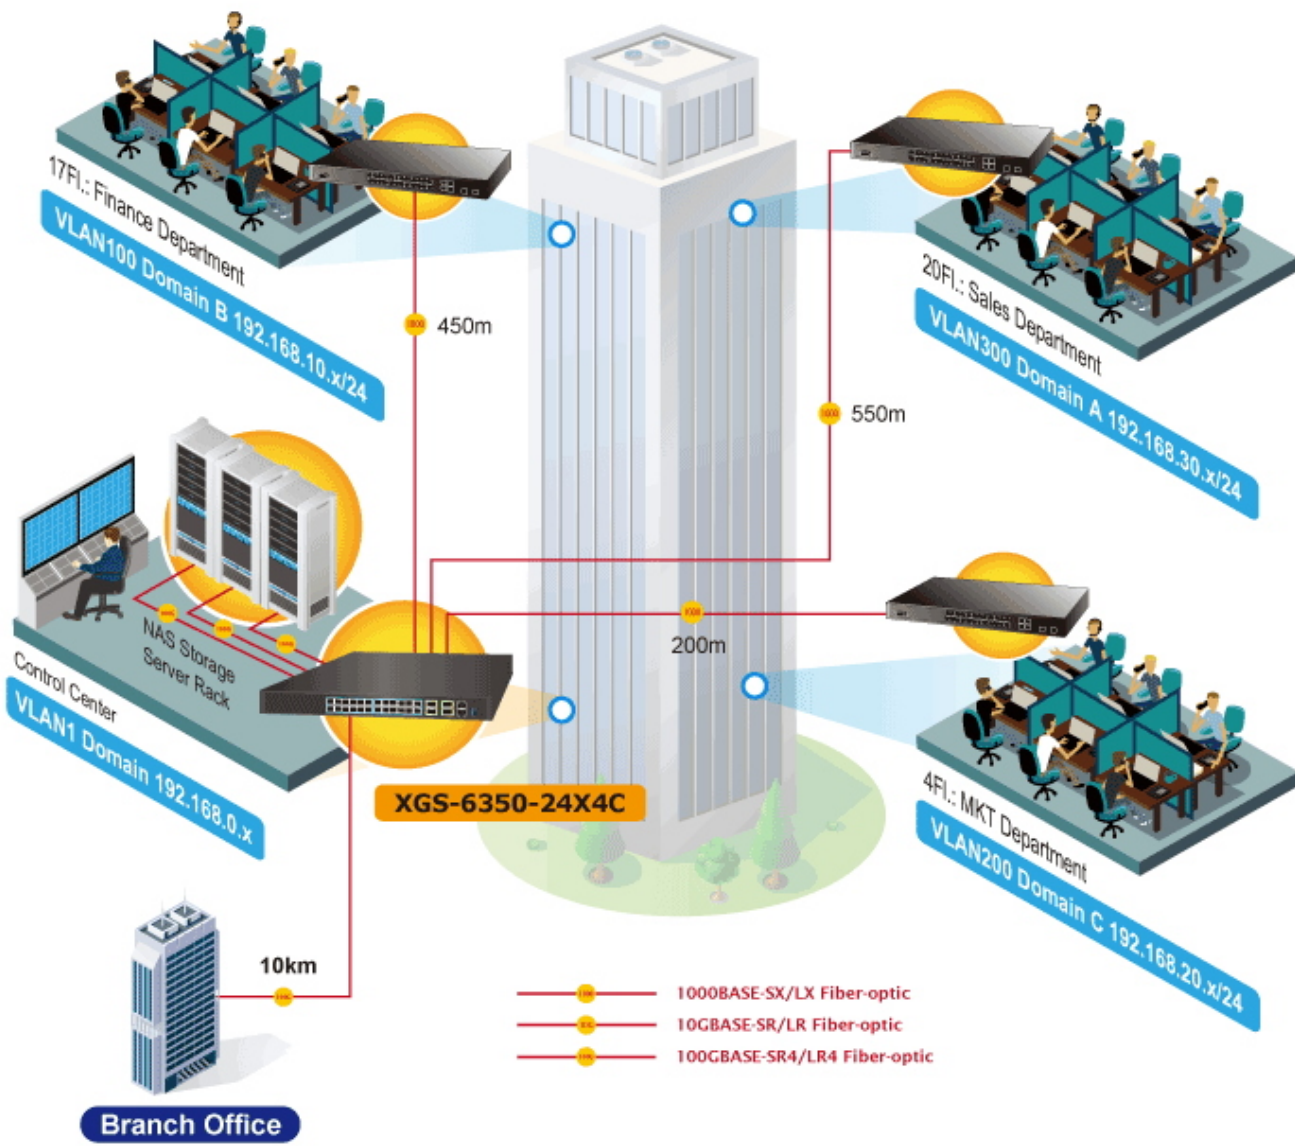 17Fl.: Finance Department
VLAN100 Domain B 192.168.10.x/24
20Fl.: Sales Department
VLAN300 Domain A 192.168.30.x/24
450m
550m
NAS Storage
Server Rack
Control Center
VLAN1 Domain 192.168.0.x
200m
XGS-6350-24X4C
4Fl.: MKT Department
VLAN200 Domain C 192.168.20.x/24
10km
1000BASE-SX/LX Fiber-optic
10GBASE-SR/LR Fiber-optic
100GBASE-SR4/LR4 Fiber-optic
Branch Office